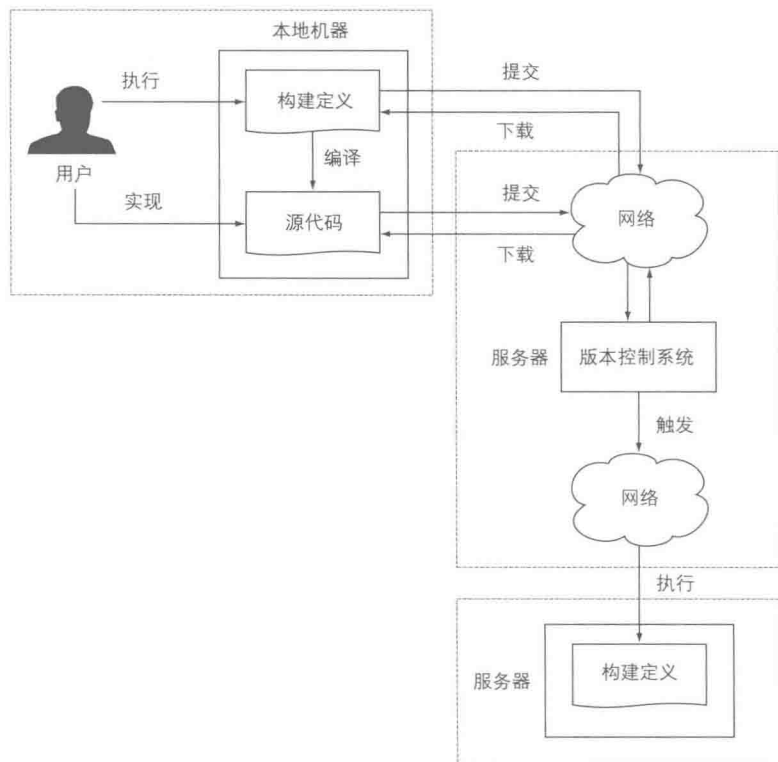 本地机器
提交
执行
构建定义
下载
编译
用户
实现
源代码
提交
网络
下载
服务器
版本控制系统
触发
网络
执行
服务器
构建定义